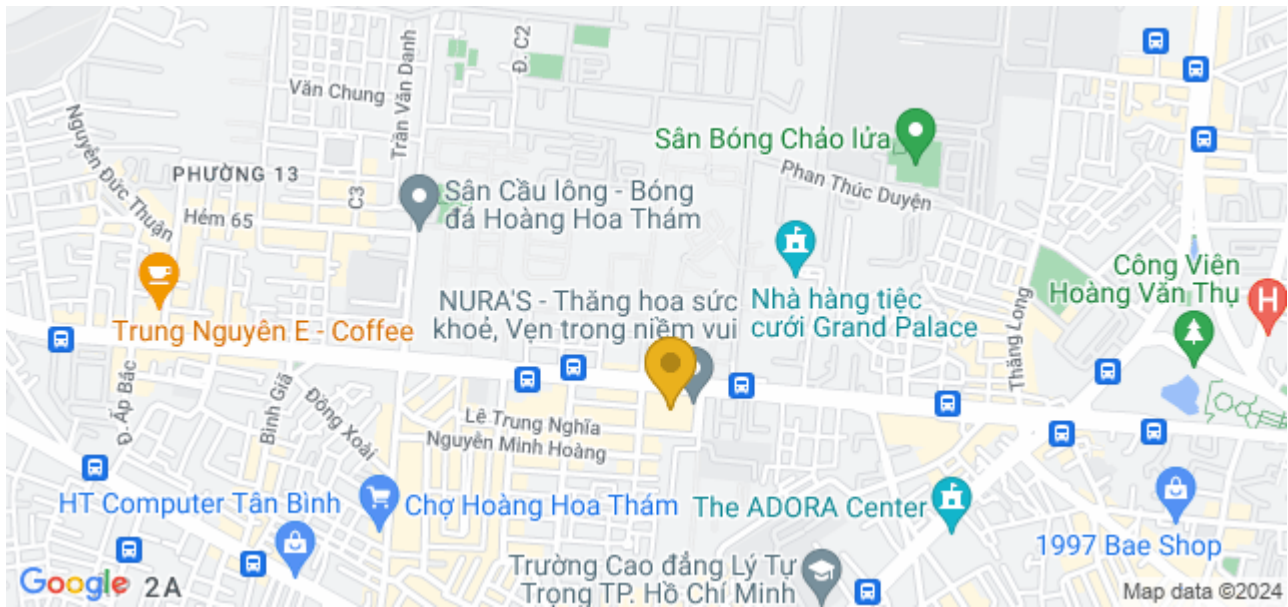 Đ. C2
Trần Văn Danh
Văn Chung
Nguyễn Đức Thuận
Sân Bóng Chảo lửa
Phan Thúc Duyện
PHƯỜNG 13
C3
Hẻm 65
Sân Cầu lông - Bóng
đá Hoàng Hoa Thám
Công Viên
Hoàng Văn Thụ
H
Thăng Long
NURA'S - Thăng hoa sức
khoẻ, Vẹn trong niềm vui
Nhà hàng tiệc
cưới Grand Palace
Trung Nguyên E - Coffee
Đ. Ấp Bắc
Bình Giã
Đồng Xoài
Lê Trung Nghĩa
Nguyễn Minh Hoàng
HT Computer Tân Bình
Chợ Hoàng Hoa Thám
The ADORA Center
1997 Bae Shop
Trường Cao đẳng Lý Tự
Trọng TP. Hồ Chí Minh
Google
2A
Map data ©2024